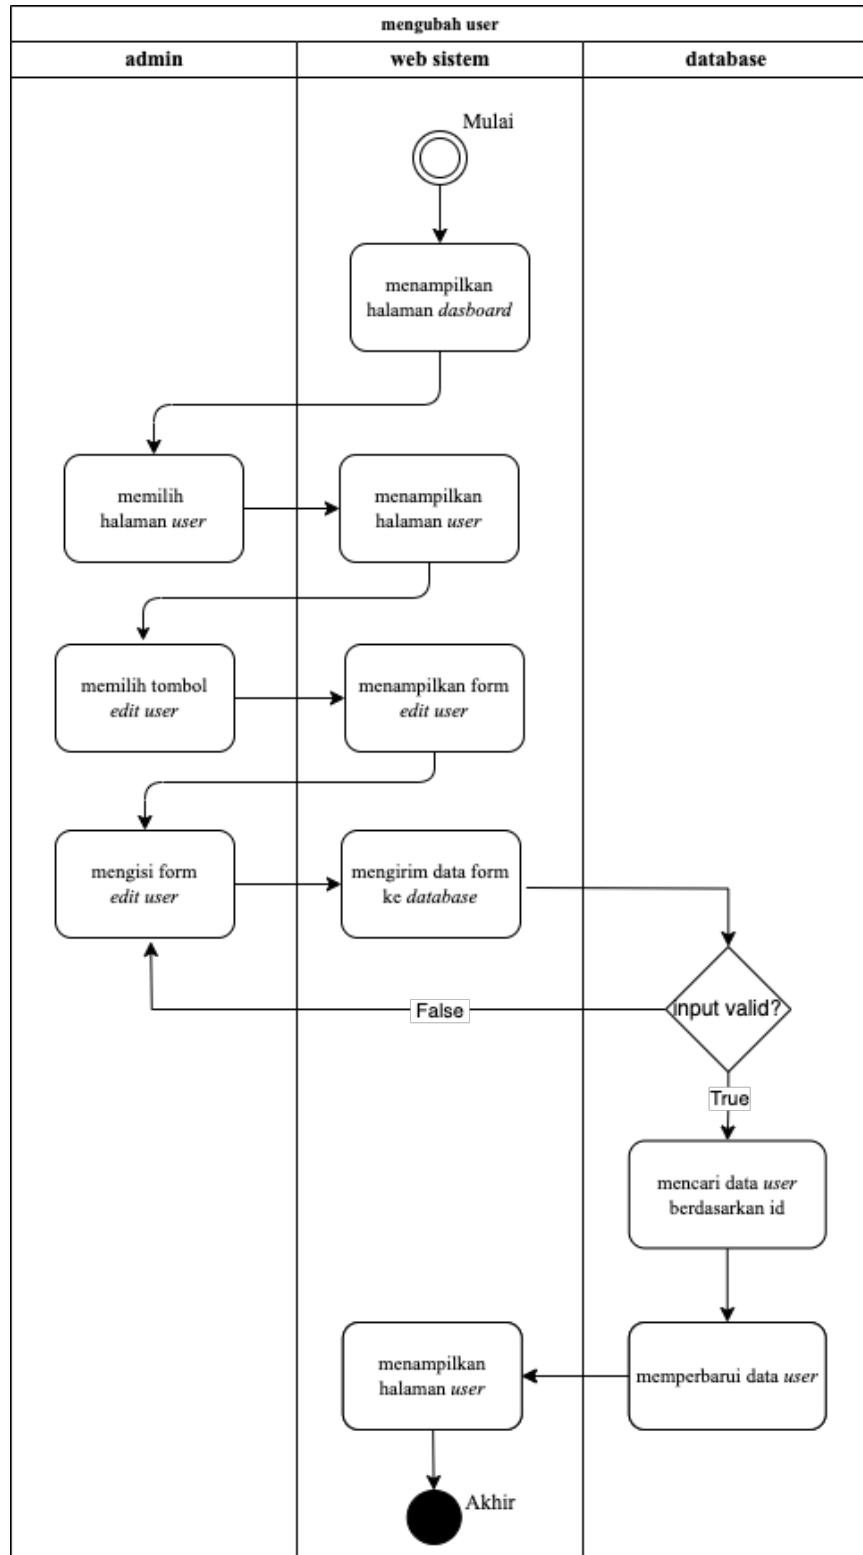 mengubah user
admin
web sistem
database
Mulai
menampilkan
halaman dasboard
memilih
halaman user
menampilkan
halaman user
memilih tombol
edit user
menampilkan form
edit user
mengisi form
edit user
mengirim data form
ke database
input valid?
False
True
mencari data user
berdasarkan id
menampilkan
halaman user
memperbarui data user
Akhir